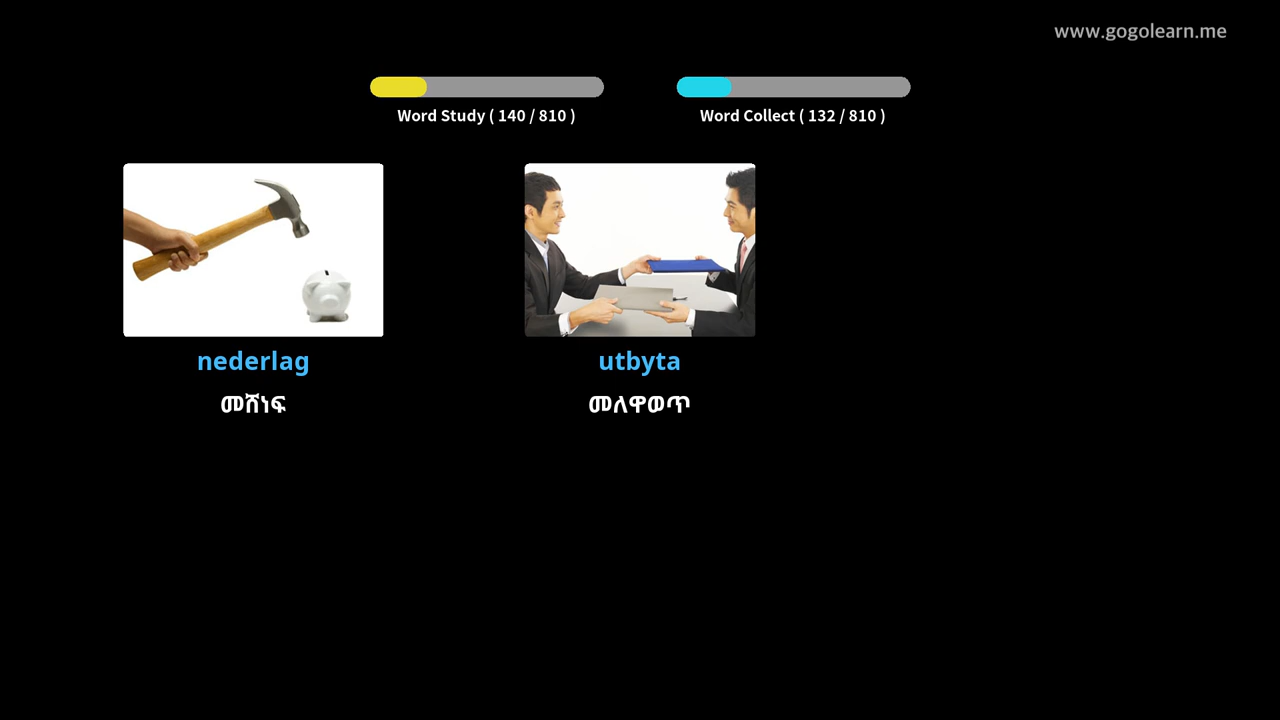 www.gogolearn.me
Word Study ( 140 / 810 )
Word Collect ( 132 / 810 )
nederlag
utbyta
መሸነፍ
መለዋወጥ